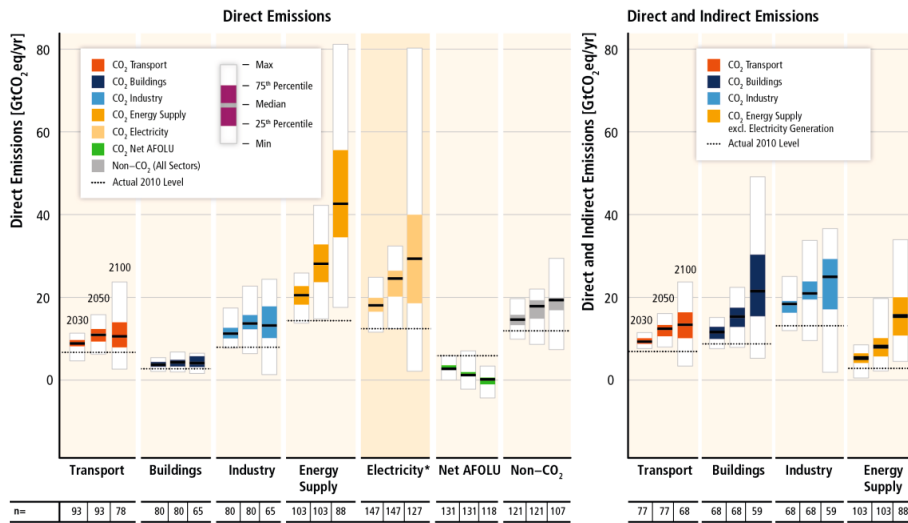 Direct Emissions
Direct Emissions [GtCO2eq/yr]
80
60
40
20
0
CO2 Transport
CO2 Buildings
CO2 Industry
CO2 Energy Supply
CO2 Electricity
CO2 Net AFOLU
Non−CO2 (All Sectors)
Actual 2010 Level
Max
75th Percentile
Median
25th Percentile
Min
2030
2050
2100
Transport
Buildings
Industry
Energy Supply
Electricity*
Net AFOLU
Non−CO2
n=
93 93 78
80 80 65
80 80 65
103 103 88
147 147 127
131 131 118
121 121 107
Direct and Indirect Emissions
Direct and Indirect Emissions [GtCO2eq/yr]
80
60
40
20
0
CO2 Transport
CO2 Buildings
CO2 Industry
CO2 Energy Supply
excl. Electricity Generation
Actual 2010 Level
2030
2050
2100
Transport
Buildings
Industry
Energy
Supply
77 77 59
68 68 59
68 68 59
103 103 88